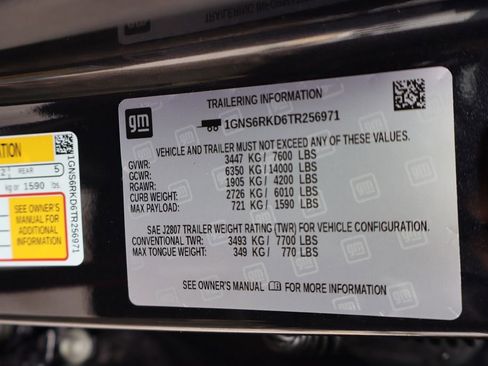 TRAILERING INFORMATION
gm
1GNS6RKD6TR256971
VEHICLE AND TRAILER MUST NOT EXCEED ANY OF THESE VALUES.
GVWR: 3447 KG/ 7600 LBS
GCWR: 6350 KG/14000 LBS
RGAWR: 1905 KG/ 4200 LBS
CURB WEIGHT: 2726 KG/ 6010 LBS
MAX PAYLOAD: 721 KG/ 1590 LBS
SAE J2807 TRAILER WEIGHT RATING (TWR) FOR VEHICLE CONFIGURATION.
CONVENTIONAL TWR: 3493 KG/ 7700 LBS
MAX TONGUE WEIGHT: 349 KG/ 770 LBS
SEE OWNER'S MANUAL FOR MORE INFORMATION
2 REAR 5
kg or 1590 lbs.
SEE OWNER'S
MANUAL FOR
ADDITIONAL
INFORMATION
1GNS6RKD6TR256971